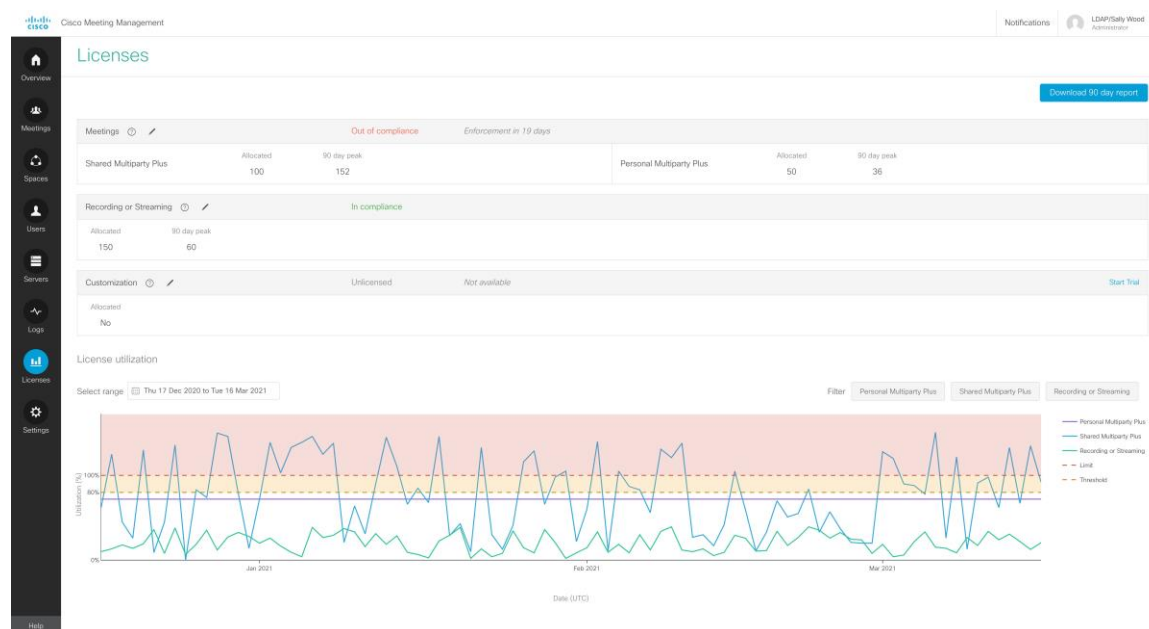 CISCO Cisco Meeting Management Notifications LDAP/Sally Wood
Administrator
Licenses
Overview
Meetings
Spaces
Users
Servers
Logs
Licenses
Settings
Help
Download 90 day report
Meetings ? Out of compliance Enforcement in 19 days
Shared Multiparty Plus
Allocated 90 day peak
100 152
Personal Multiparty Plus
Allocated 90 day peak
50 36
Recording or Streaming ? In compliance
Allocated 90 day peak
150 60
Customization ? Unlicensed Not available Start Trial
Allocated
No
License utilization
Select range Thu 17 Dec 2020 to Tue 16 Mar 2021 Filter Personal Multiparty Plus Shared Multiparty Plus Recording or Streaming
Utilization (%)
100%
80%
0%
Jan 2021 Feb 2021 Mar 2021
Date (UTC)
Personal Multiparty Plus
Shared Multiparty Plus
Recording or Streaming
Limit
Threshold